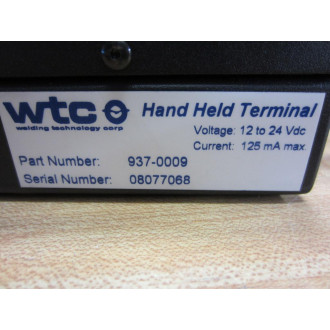 wtc Hand Held Terminal
welding technology corp
Voltage: 12 to 24 Vdc
Current: 125 mA max
Part Number: 937-0009
Serial Number: 08077068